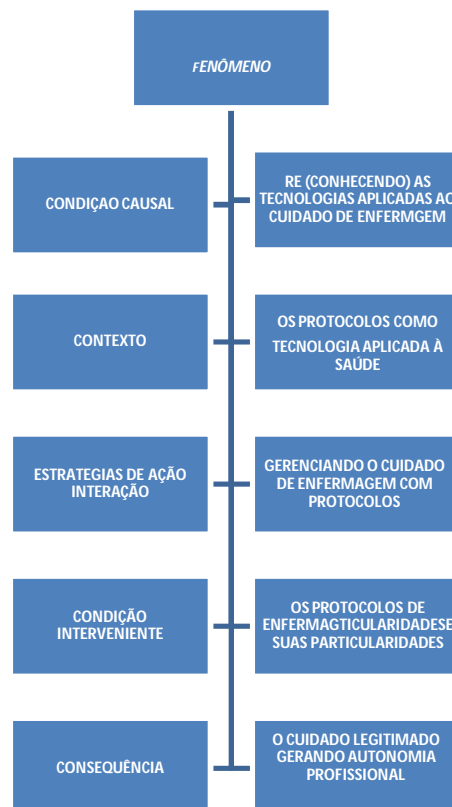 FENÔMENO
CONDIÇAO CAUSAL
RE (CONHECENDO) AS
TECNOLOGIAS APLICADAS AO
CUIDADO DE ENFERMGEM
CONTEXTO
OS PROTOCOLOS COMO
TECNOLOGIA APLICADA À
SAÚDE
ESTRATEGIAS DE AÇÃO
INTERAÇÃO
GERENCIANDO O CUIDADO
DE ENFERMAGEM COM
PROTOCOLOS
CONDIÇÃO
INTERVENIENTE
OS PROTOCOLOS DE
ENFERMAGTICULARIDADESE
SUAS PARTICULARIDADES
CONSEQUÊNCIA
O CUIDADO LEGITIMADO
GERANDO AUTONOMIA
PROFISSIONAL